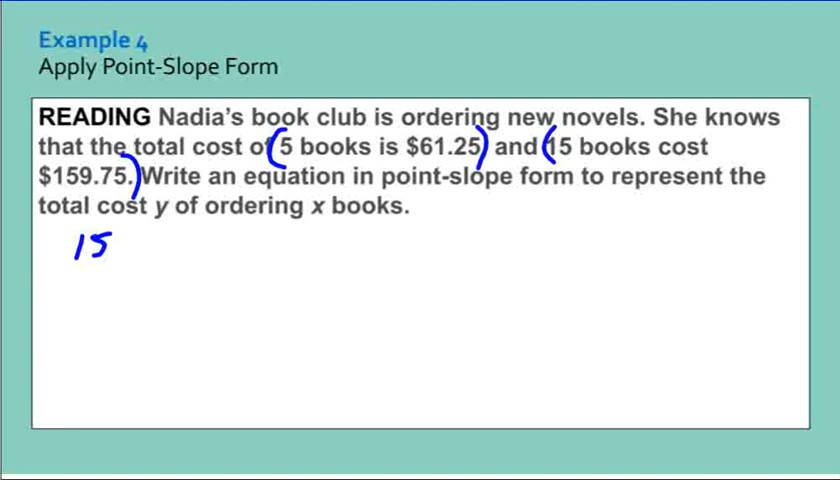 Example 4
Apply Point-Slope Form
READING Nadia's book club is ordering new novels. She knows
that the total cost of (5 books is $61.25) and (15 books cost
$159.75.) Write an equation in point-slope form to represent the
total cost y of ordering x books.
15